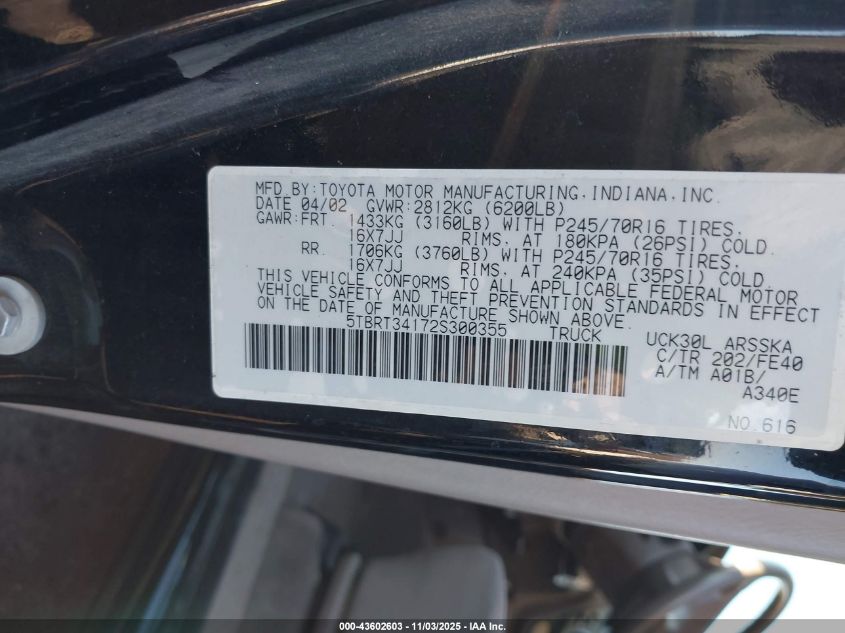 MFD.BY:TOYOTA MOTOR MANUFACTURING,INDIANA,INC.
DATE 04/02 GVWR:2812KG (6200LB)
GAWR:FRT 1433KG (3160LB) WITH P245/70R16 TIRES,
16X7JJ RIMS, AT 180KPA (26PSI) COLD.
RR 1706KG (3760LB) WITH P245/70R16 TIRES,
16X7JJ RIMS, AT 240KPA (35PSI) COLD.
THIS VEHICLE CONFORMS TO ALL APPLICABLE FEDERAL MOTOR
VEHICLE SAFETY AND THEFT PREVENTION STANDARDS IN EFFECT
ON THE DATE OF MANUFACTURE SHOWN ABOVE.
5TBRT34172S300355 TRUCK
UCK30L ARSSKA
C/TR 202/FE40
A/TM A01B/
A340E
NO.616
000-43602603 - 11/03/2025 - IAA Inc.